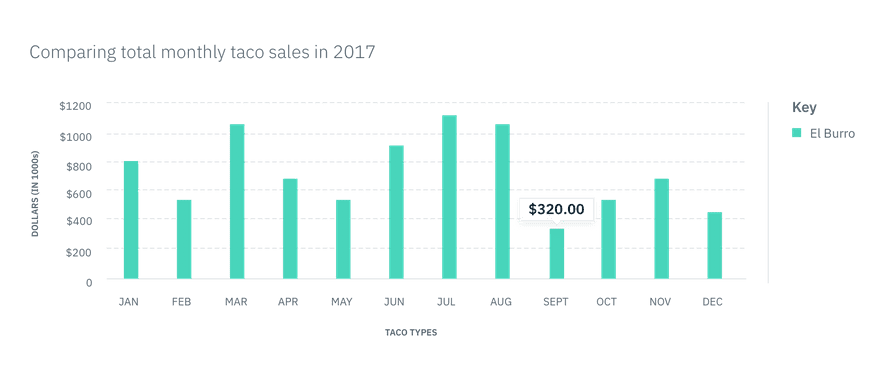 Comparing total monthly taco sales in 2017
DOLLARS (IN 1000s)
$1200
$1000
$800
$600
$400
$200
0
$320.00
JAN FEB MAR APR MAY JUN JUL AUG SEPT OCT NOV DEC
TACO TYPES
Key
El Burro